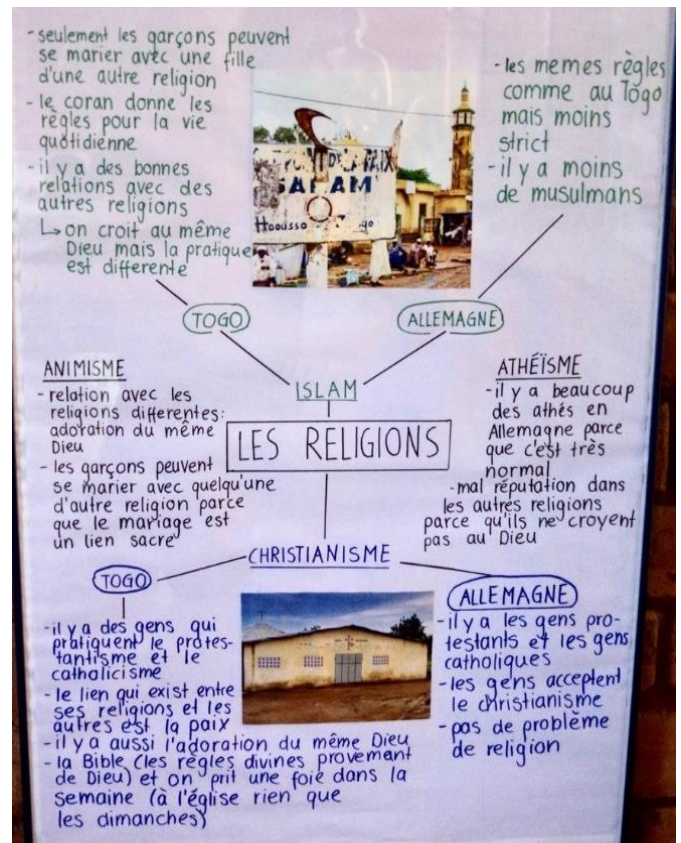 - seulement les garçons peuvent
se marier avec une fille
d'une autre religion
- le coran donne les
règles pour la vie
quotidienne
- il y a des bonnes
relations avec des
autres religions
↳ on croit au même
Dieu mais la pratique
est differente
- les memes règles
comme au Togo
mais moins
strict
- il y a moins
de musulmans
DE LA PAIX
Haousso
TOGO
ALLEMAGNE
ISLAM
LES RELIGIONS
ANIMISME
- relation avec les
religions differentes:
adoration du même
Dieu
- les garçons peuvent
se marier avec quelqu'une
d'autre religion parce
que le mariage est
un lien sacré
ATHÉÏSME
- il y a beaucoup
des athés en
Allemagne parce
que c'est très
normal
- mal réputation dans
les autres religions
parce qu'ils ne croyent
pas au Dieu
CHRISTIANISME
TOGO
- il y a des gens qui
pratiquent le protes-
tantisme et le
catholicisme
- le lien qui exist entre
ses religions et les
autres est la paix
- il y a aussi l'adoration du même Dieu
- la Bible (les règles divines provemant
de Dieu) et on prit une foie dans la
semaine (à l'église rien que
les dimanches)
ALLEMAGNE
- il y a les gens pro-
testants et les gens
catholiques
- les gens acceptent
le christianisme
- pas de problème
de religion